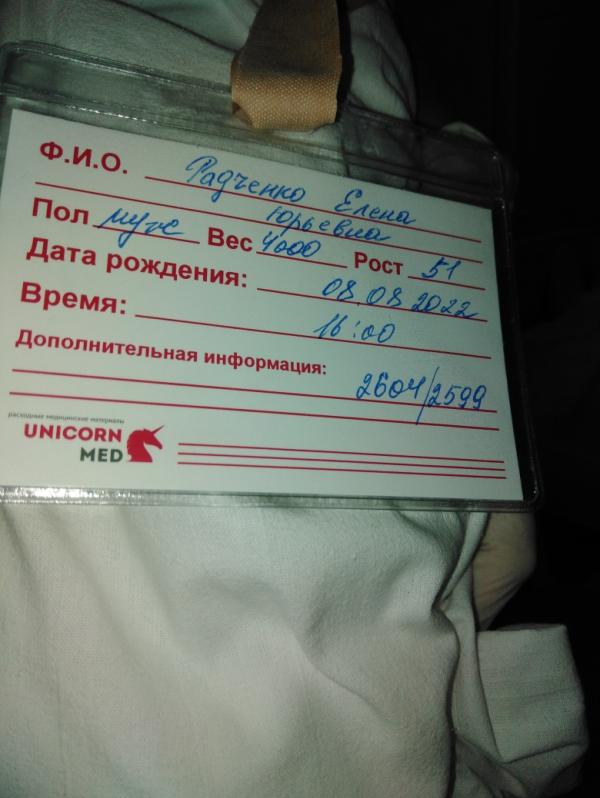 Ф.И.О. Радченко Елена
Юрьевна
Пол муж Вес 4000 Рост 51
Дата рождения: 08.08.2022
Время: 16:00
Дополнительная информация:
2604/2599
расходные медицинские материалы
UNICORN
MED